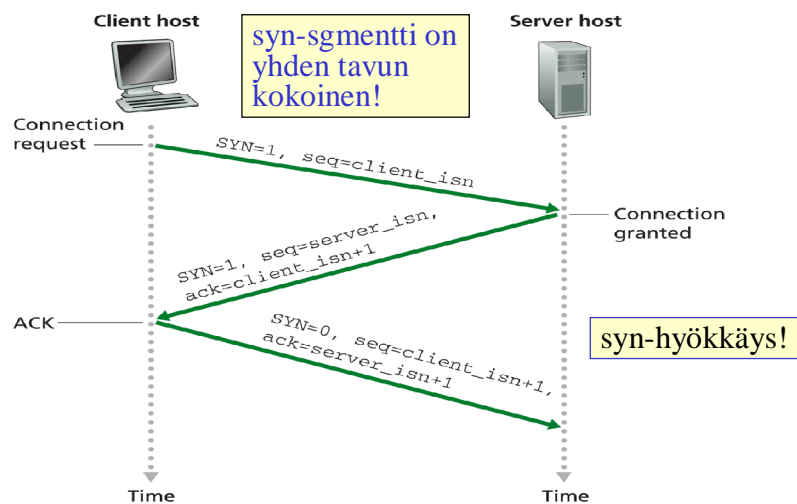 Client host
Server host
syn-sgmentti on
yhden tavun
kokoinen!
Connection
request
SYN=1, seq=client_isn
Connection
granted
SYN=1, seq=server_isn,
ack=client_isn+1
ACK
SYN=0, seq=client_isn+1,
ack=server_isn+1
syn-hyökkäys!
Time
Time